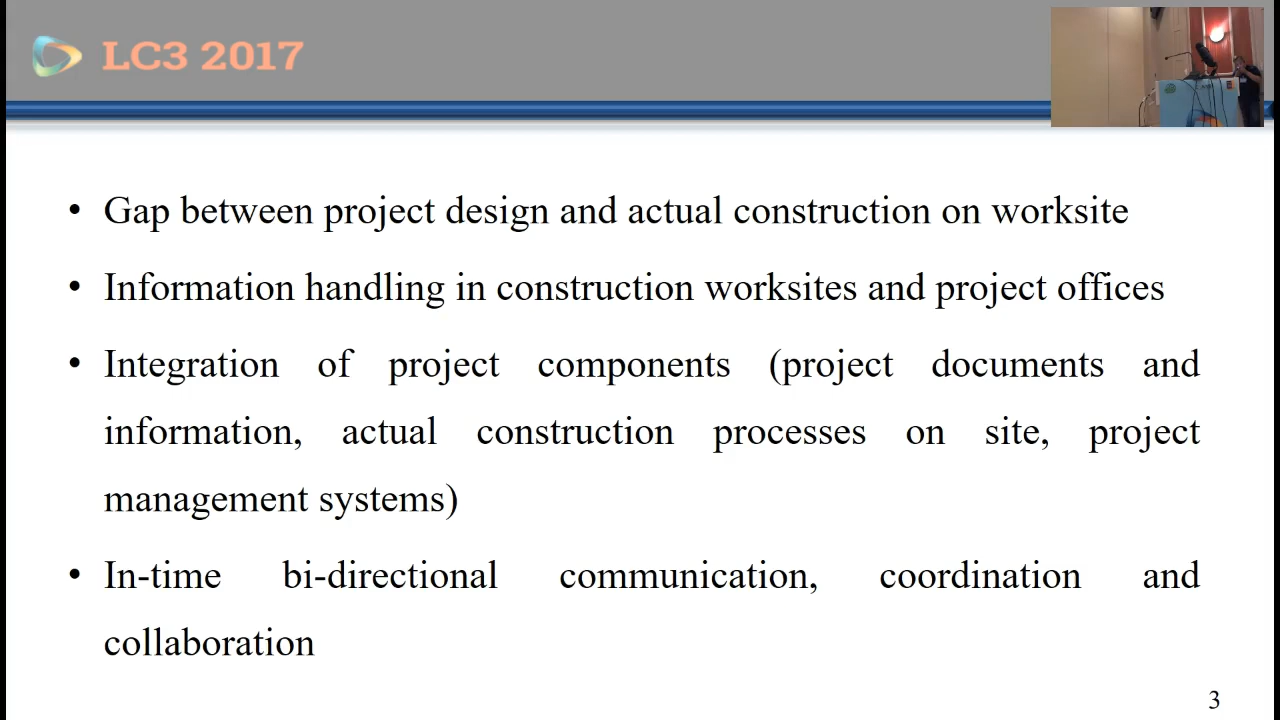 LC3 2017
• Gap between project design and actual construction on worksite
• Information handling in construction worksites and project offices
• Integration of project components (project documents and
information, actual construction processes on site, project
management systems)
• In-time bi-directional communication, coordination and
collaboration
3